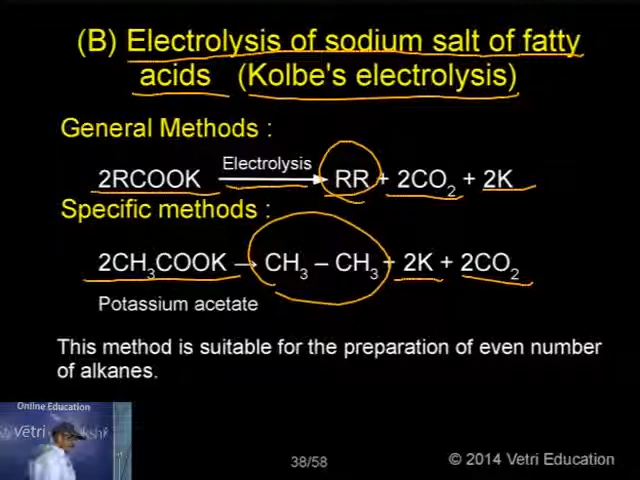 (B) Electrolysis of sodium salt of fatty
acids (Kolbe's electrolysis)
General Methods :
Electrolysis
2RCOOK → RR + 2CO₂ + 2K
Specific methods :
2CH₃COOK → CH₃ – CH₃ + 2K + 2CO₂
Potassium acetate
This method is suitable for the preparation of even number
of alkanes.
Online Education
38/58
© 2014 Vetri Education